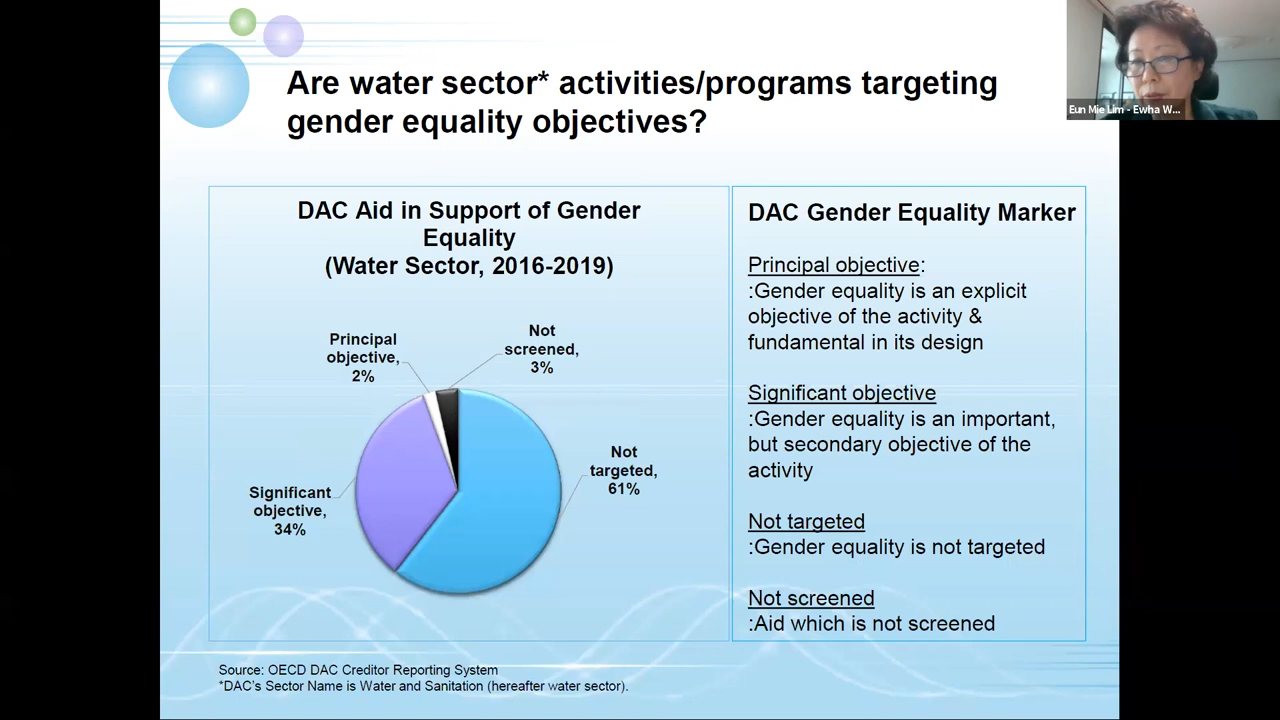 Are water sector* activities/programs targeting
gender equality objectives?
Eun Mie Lim - Ewha W...
DAC Aid in Support of Gender
Equality
(Water Sector, 2016-2019)
Principal
objective,
2%
Not
screened,
3%
Not
targeted,
61%
Significant
objective,
34%
DAC Gender Equality Marker
Principal objective:
:Gender equality is an explicit
objective of the activity &
fundamental in its design
Significant objective
:Gender equality is an important,
but secondary objective of the
activity
Not targeted
:Gender equality is not targeted
Not screened
:Aid which is not screened
Source: OECD DAC Creditor Reporting System
*DAC's Sector Name is Water and Sanitation (hereafter water sector).